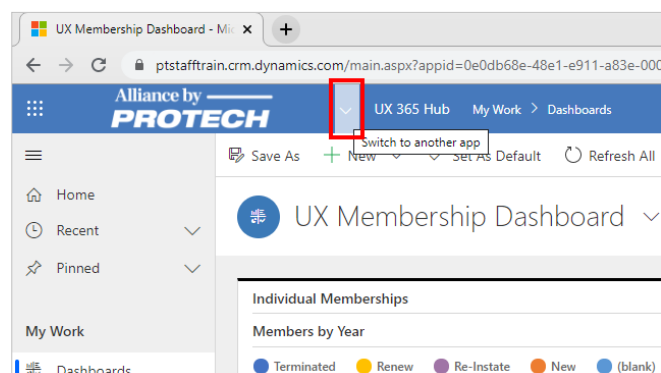 UX Membership Dashboard - Mic
ptstafftrain.crm.dynamics.com/main.aspx?appid=0e0db68e-48e1-e911-a83e-000
Alliance by
PROTECH
UX 365 Hub My Work > Dashboards
Switch to another app
Save As New Set As Default Refresh All
Home
Recent
Pinned
UX Membership Dashboard
Individual Memberships
My Work
Members by Year
Dashboards
Terminated Renew Re-Instate New (blank)